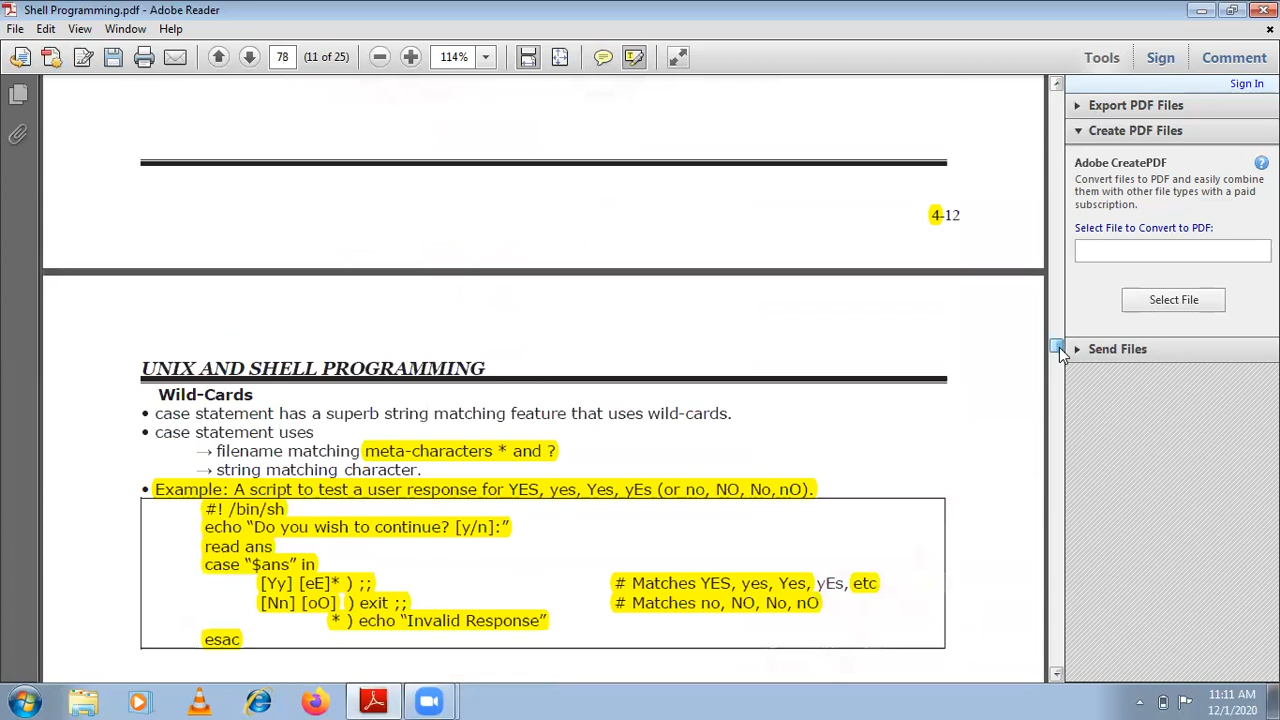 Shell Programming.pdf - Adobe Reader
File Edit View Window Help
78 (11 of 25) 114% Tools Sign Comment
Sign In
Export PDF Files
Create PDF Files
Adobe CreatePDF
Convert files to PDF and easily combine
them with other file types with a paid
subscription.
Select File to Convert to PDF:
Select File
Send Files
4-12
UNIX AND SHELL PROGRAMMING
Wild-Cards
• case statement has a superb string matching feature that uses wild-cards.
• case statement uses
→ filename matching meta-characters * and ?
→ string matching character.
• Example: A script to test a user response for YES, yes, Yes, yEs (or no, NO, No, nO).
#! /bin/sh
echo “Do you wish to continue? [y/n]:”
read ans
case “$ans” in
[Yy] [eE]* ) ;; # Matches YES, yes, Yes, yEs, etc
[Nn] [oO] ) exit ;; # Matches no, NO, No, nO
* ) echo “Invalid Response”
esac
11:11 AM
12/1/2020